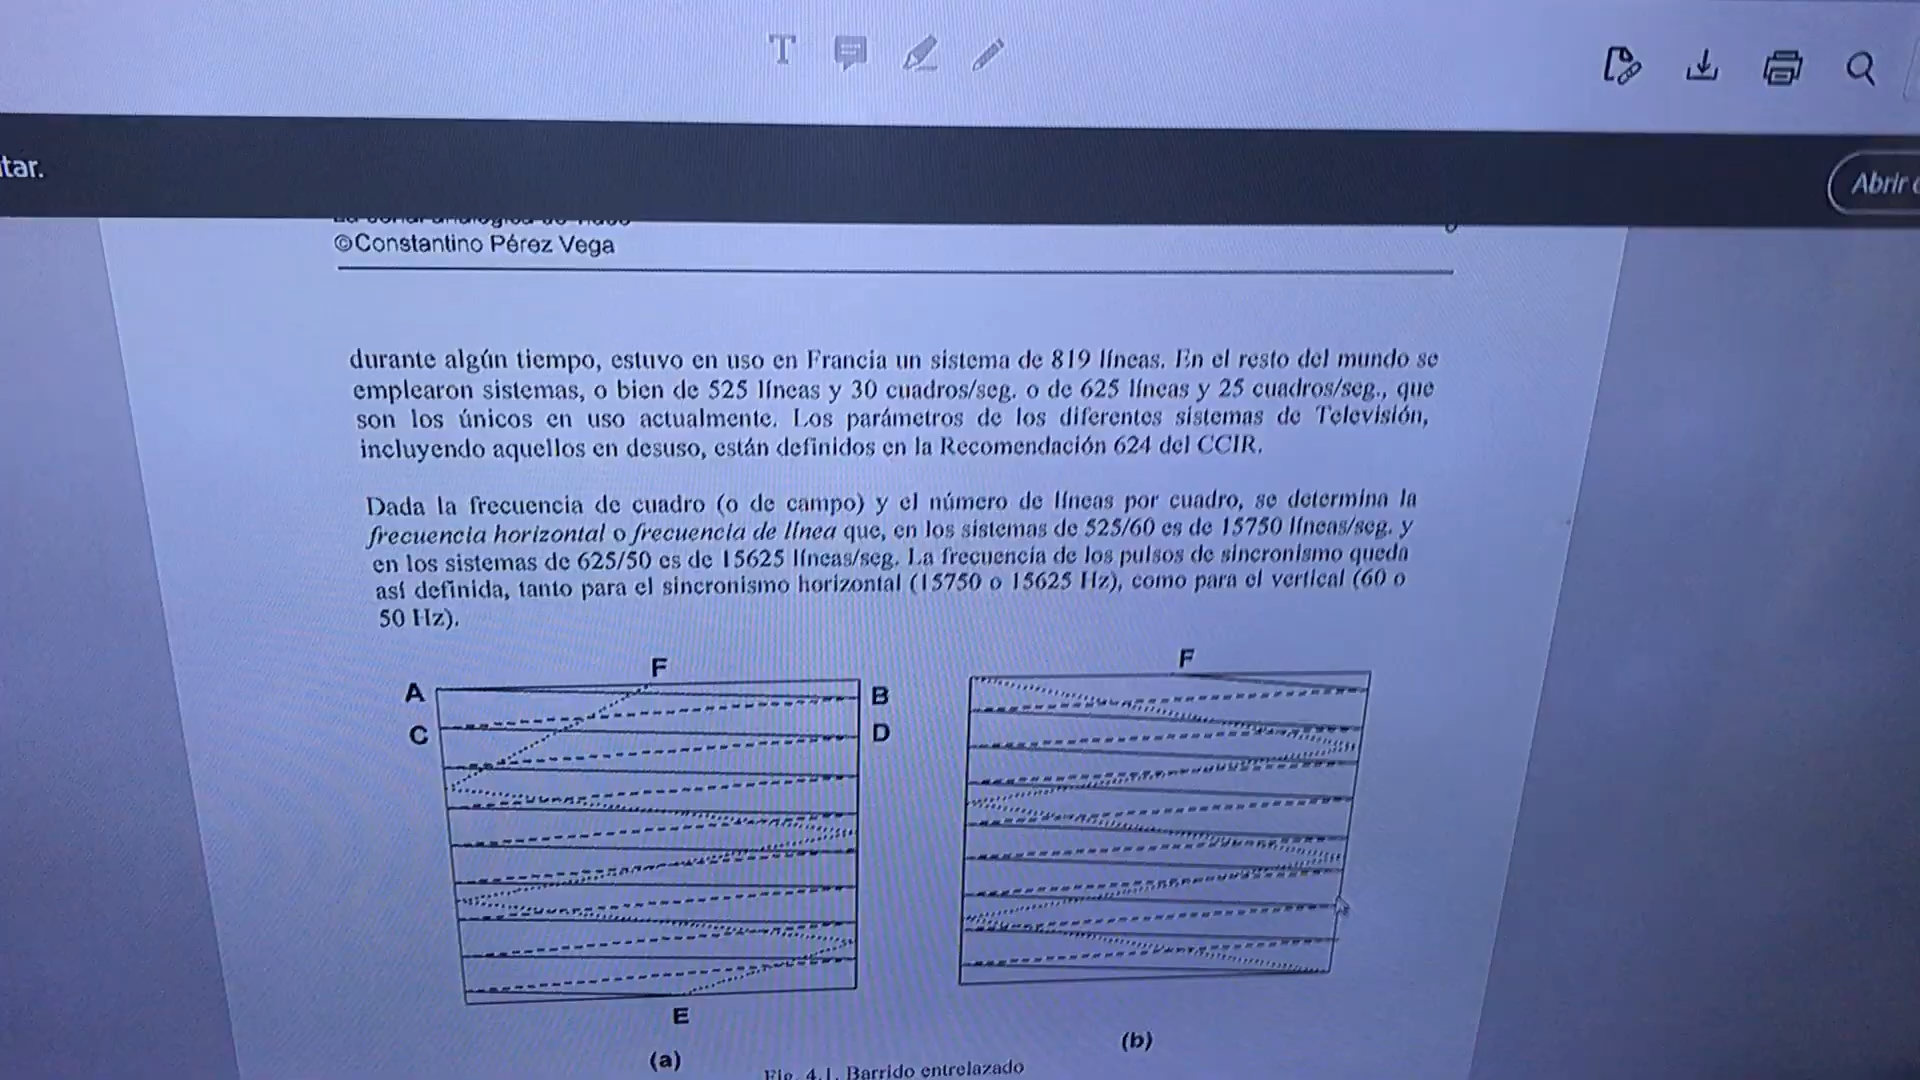 T
tar.
Abrir
©Constantino Pérez Vega
durante algún tiempo, estuvo en uso en Francia un sistema de 819 líneas. En el resto del mundo se
emplearon sistemas, o bien de 525 líneas y 30 cuadros/seg. o de 625 líneas y 25 cuadros/seg., que
son los únicos en uso actualmente. Los parámetros de los diferentes sistemas de Televisión,
incluyendo aquellos en desuso, están definidos en la Recomendación 624 del CCIR.
Dada la frecuencia de cuadro (o de campo) y el número de líneas por cuadro, se determina la
frecuencia horizontal o frecuencia de línea que, en los sistemas de 525/60 es de 15750 líneas/seg. y
en los sistemas de 625/50 es de 15625 líneas/seg. La frecuencia de los pulsos de sincronismo queda
así definida, tanto para el sincronismo horizontal (15750 o 15625 Hz), como para el vertical (60 o
50 Hz).
F
F
A
B
C
D
E
(a)
(b)
Fig. 4.1. Barrido entrelazado